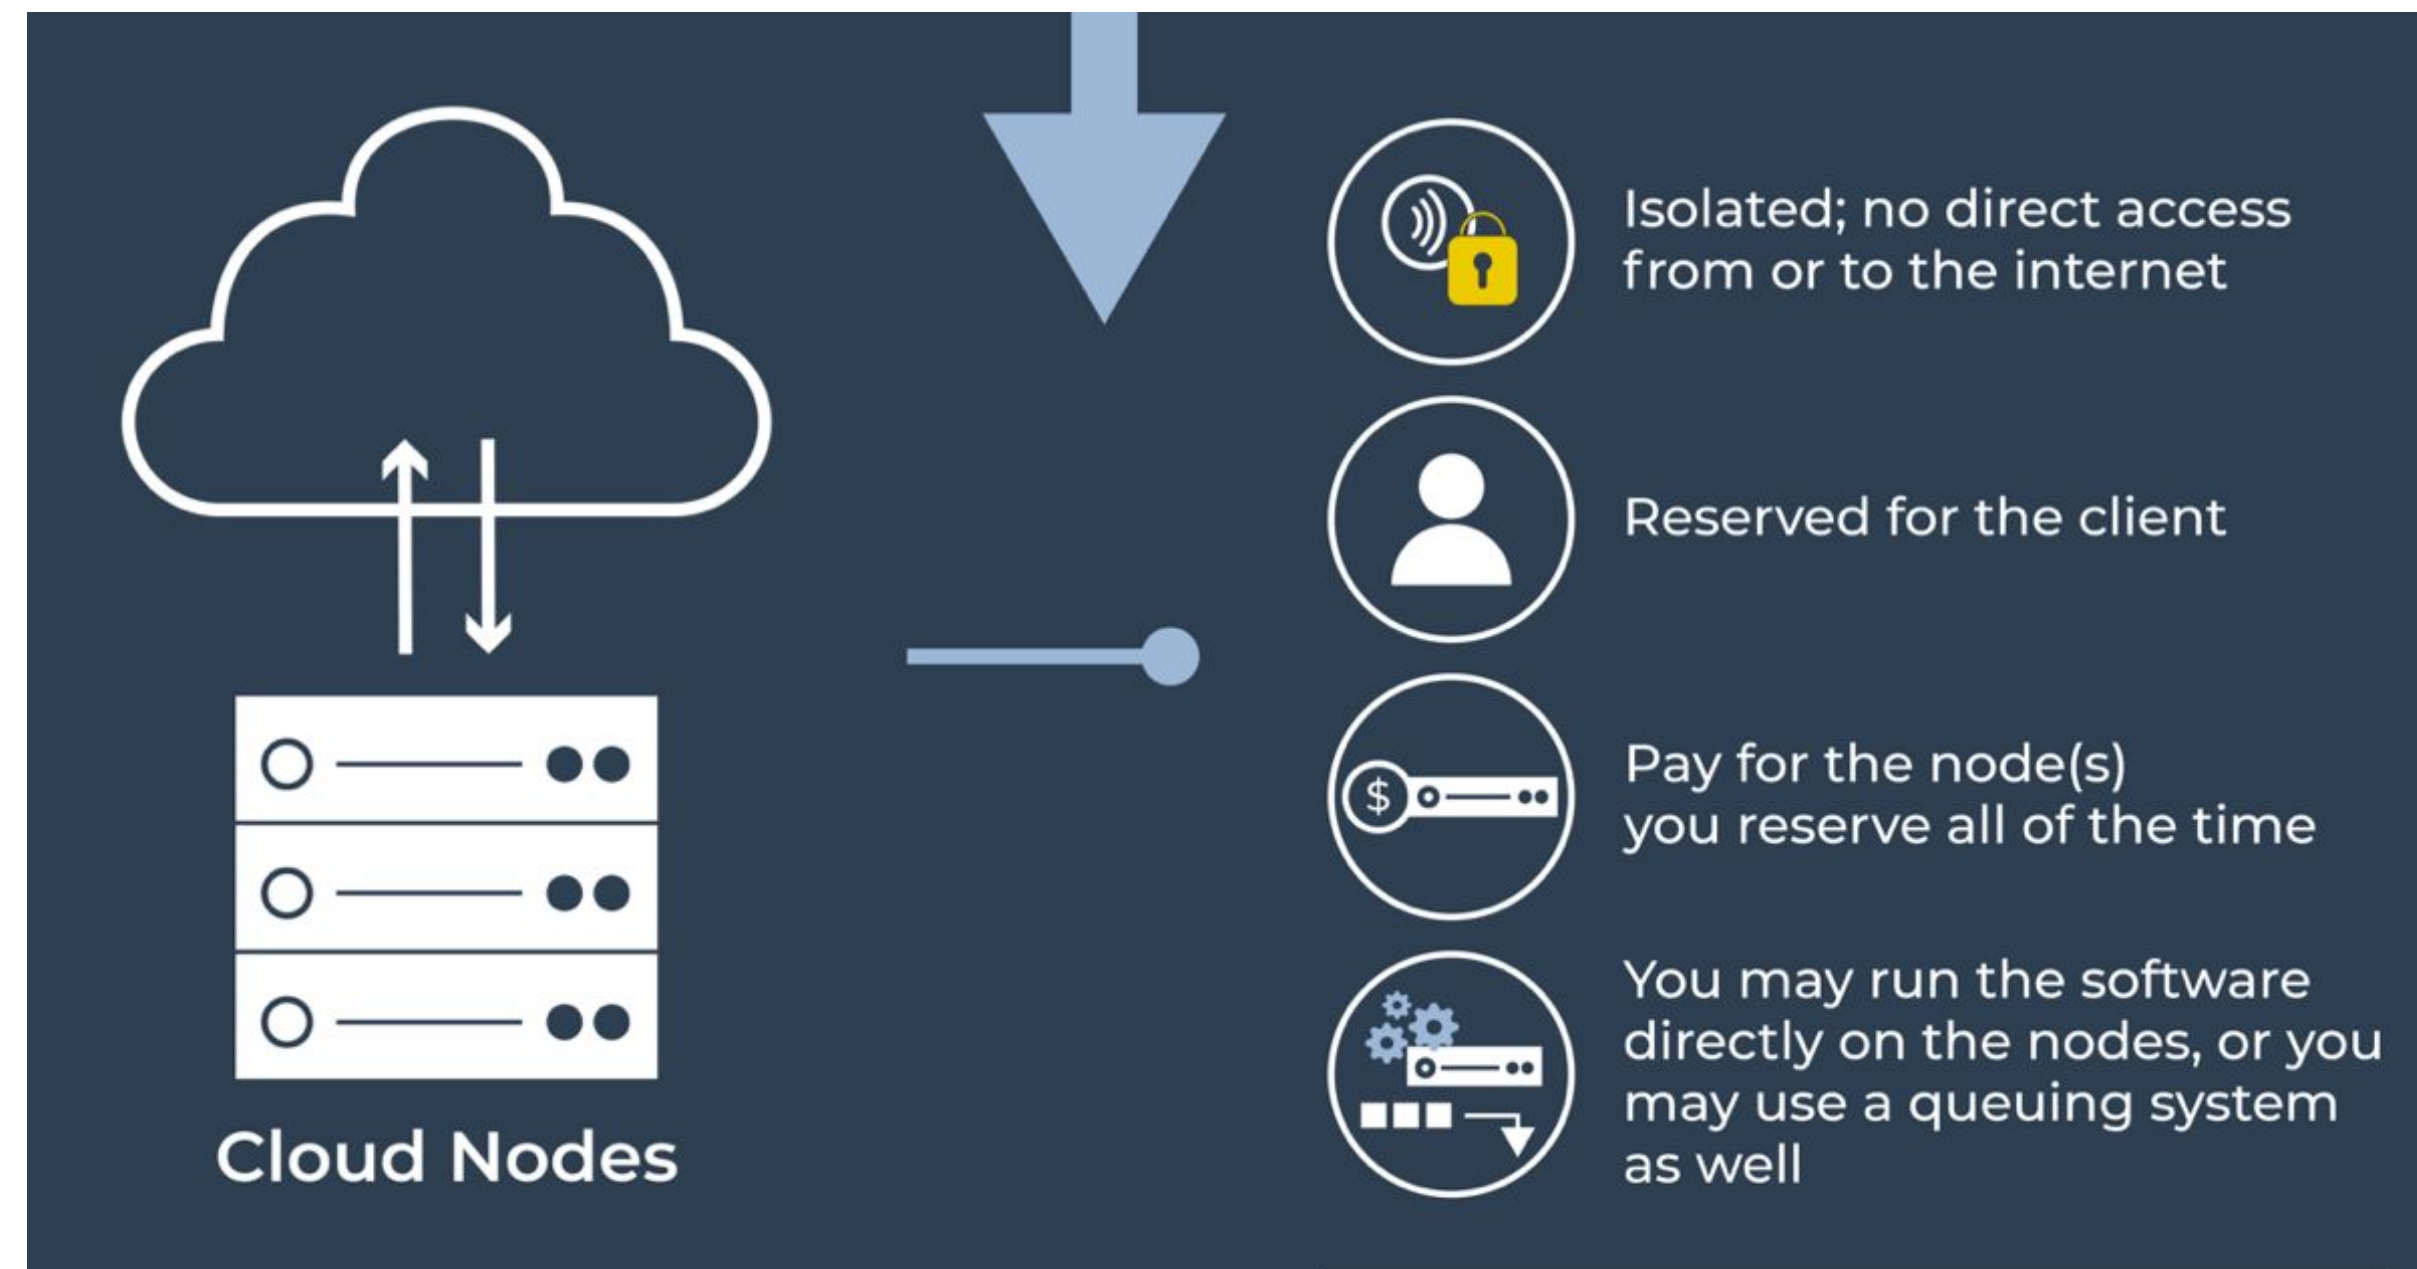 Isolated; no direct access
from or to the internet
Reserved for the client
Pay for the node(s)
you reserve all of the time
$
You may run the software
directly on the nodes, or you
may use a queuing system
as well
Cloud Nodes